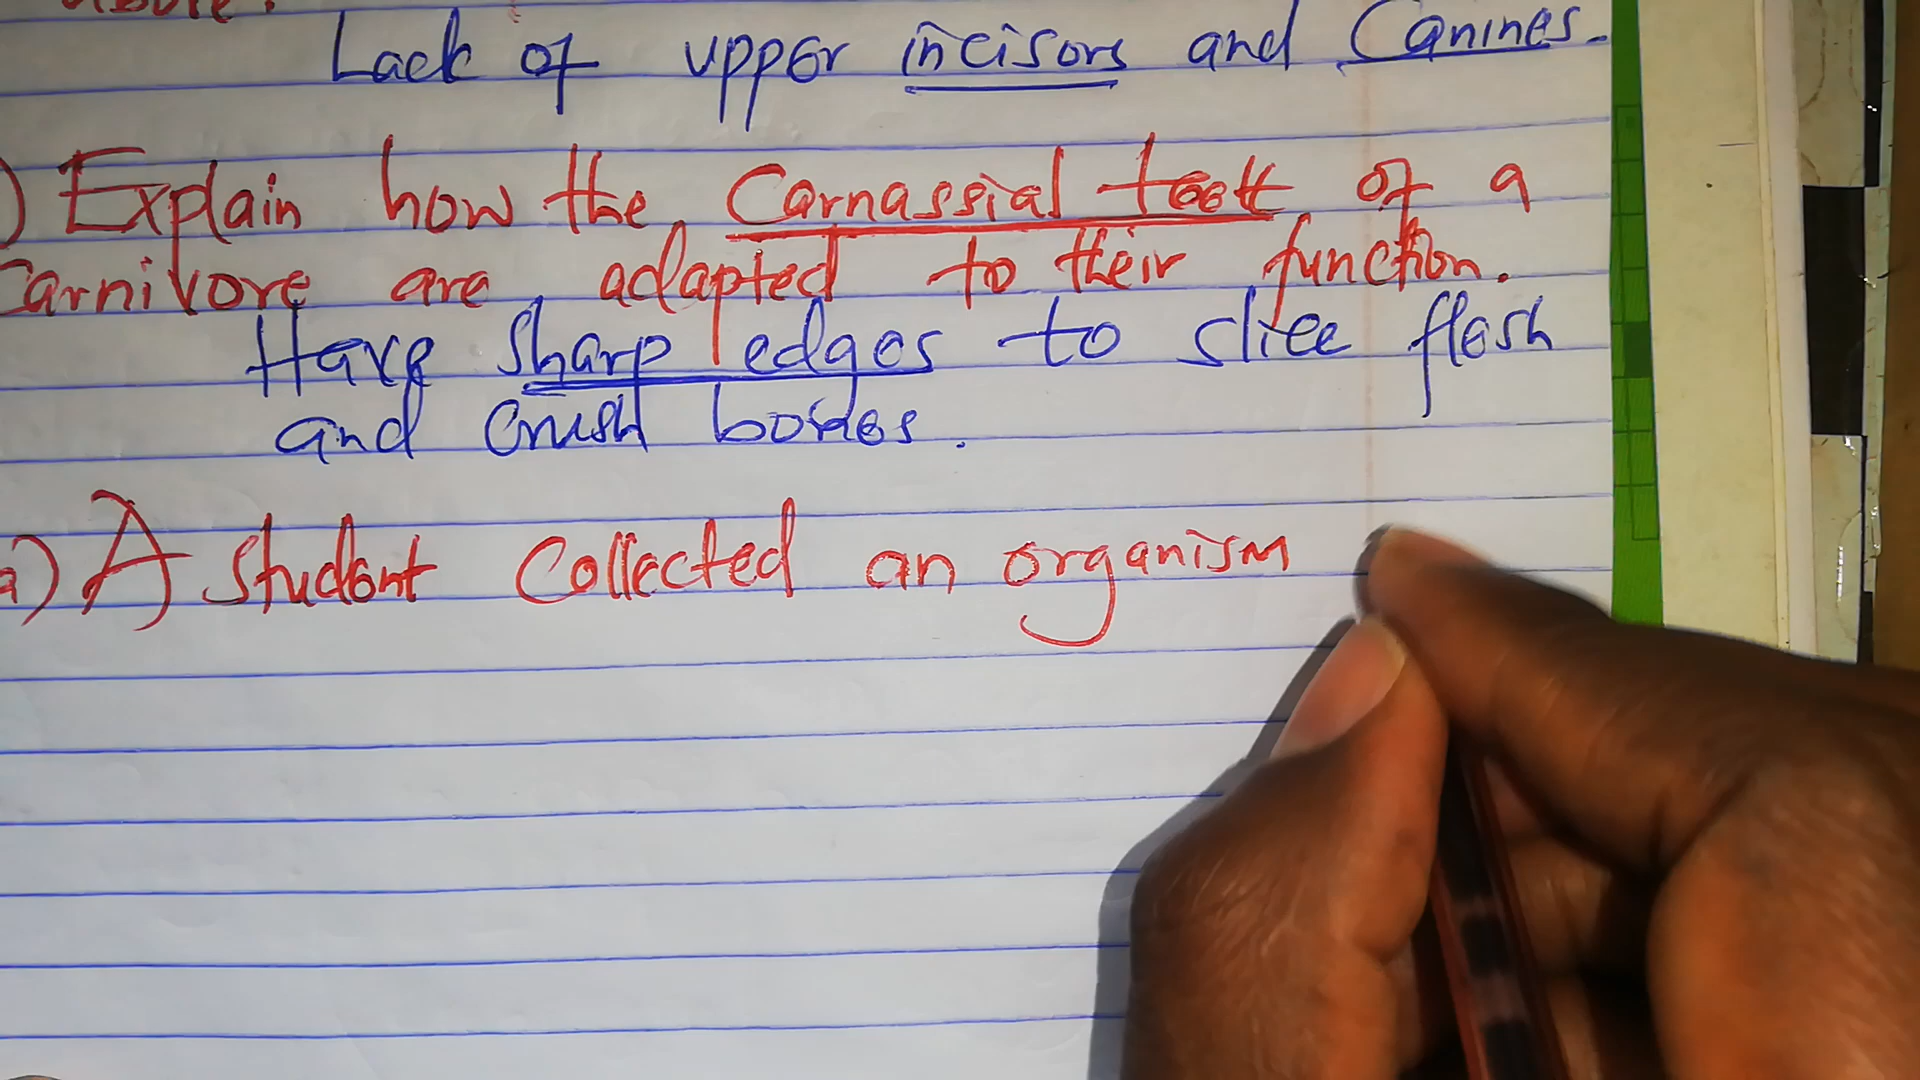 Lack of upper incisors and Canines.
) Explain how the Carnassial teeth of a
Carnivore are adapted to their function.
Have sharp edges to slice flesh
and crush bones.
a) A student collected an organism